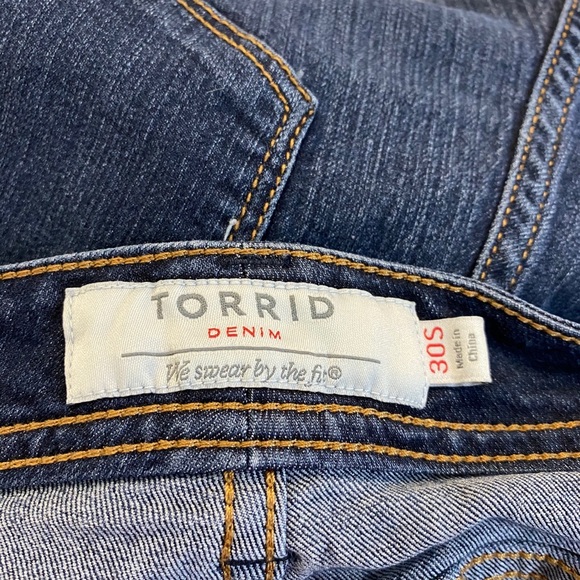 TORRID
DENIM
We swear by the fit®
30S
Made in
China